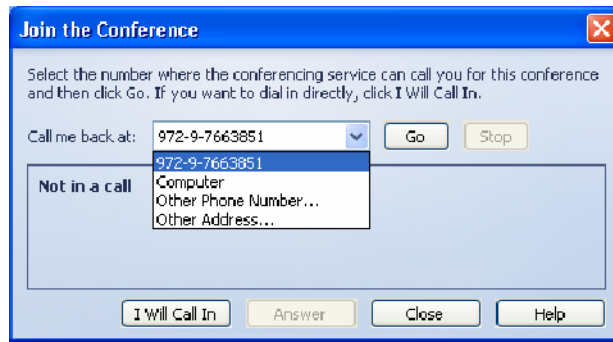 Join the Conference
Select the number where the conferencing service can call you for this conference
and then click Go. If you want to dial in directly, click I Will Call In.
Call me back at: 972-9-7663851 Go Stop
972-9-7663851
Computer
Other Phone Number...
Other Address...
Not in a call
I Will Call In Answer Close Help